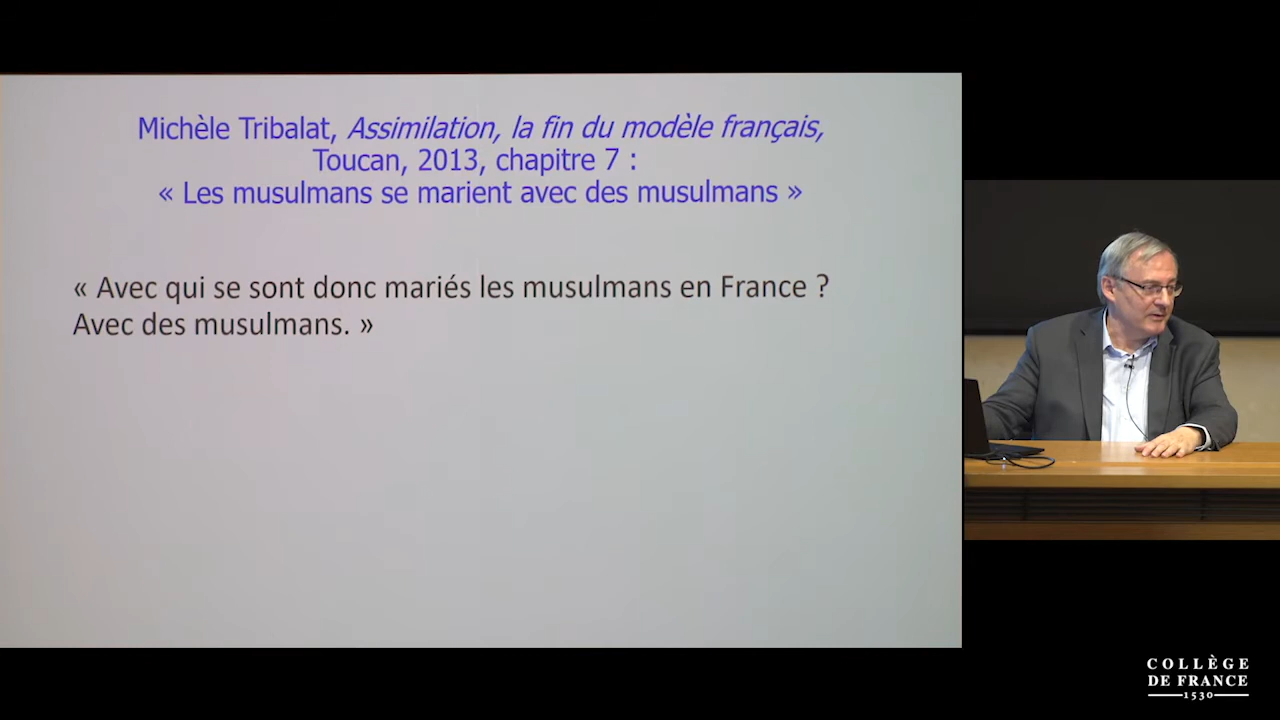 Michèle Tribalat, Assimilation, la fin du modèle français,
Toucan, 2013, chapitre 7 :
« Les musulmans se marient avec des musulmans »
« Avec qui se sont donc mariés les musulmans en France ?
Avec des musulmans. »
COLLÈGE
DE FRANCE
1530